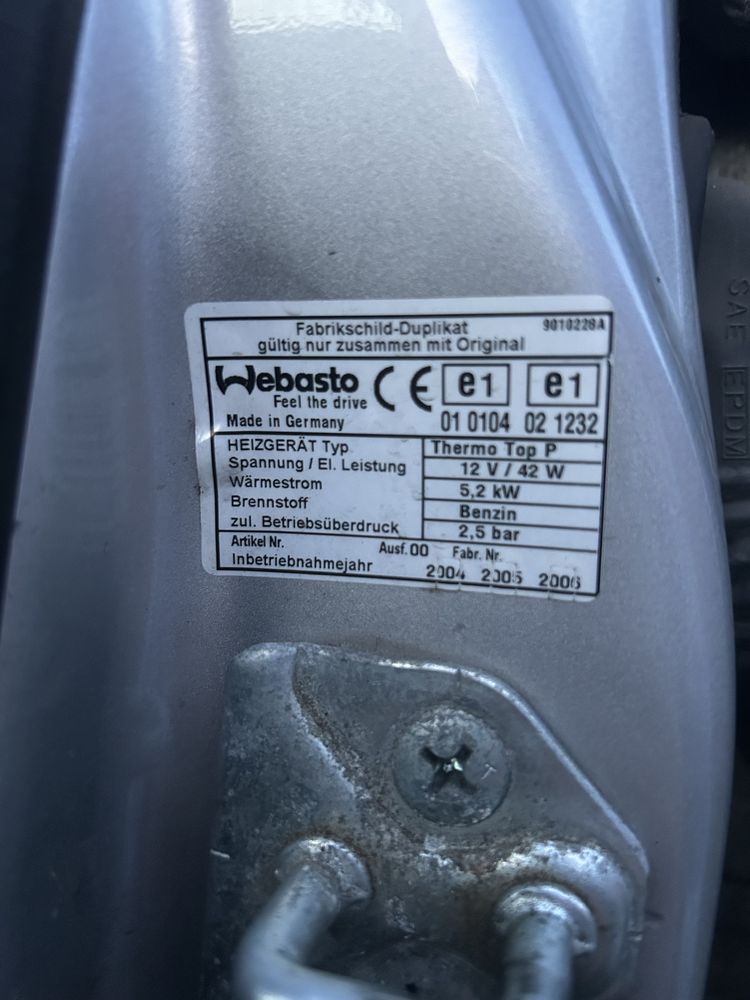 Fabrikschild-Duplikat 9010228A
gültig nur zusammen mit Original
Webasto CE e1 e1
Feel the drive
Made in Germany 01 0104 02 1232
HEIZGERÄT Typ Thermo Top P
Spannung / El. Leistung 12 V / 42 W
Wärmestrom 5,2 kW
Brennstoff Benzin
zul. Betriebsüberdruck 2,5 bar
Artikel Nr. Ausf. 00 Fabr. Nr.
Inbetriebnahmejahr 2004 2005 2006
SAE EPDM
T